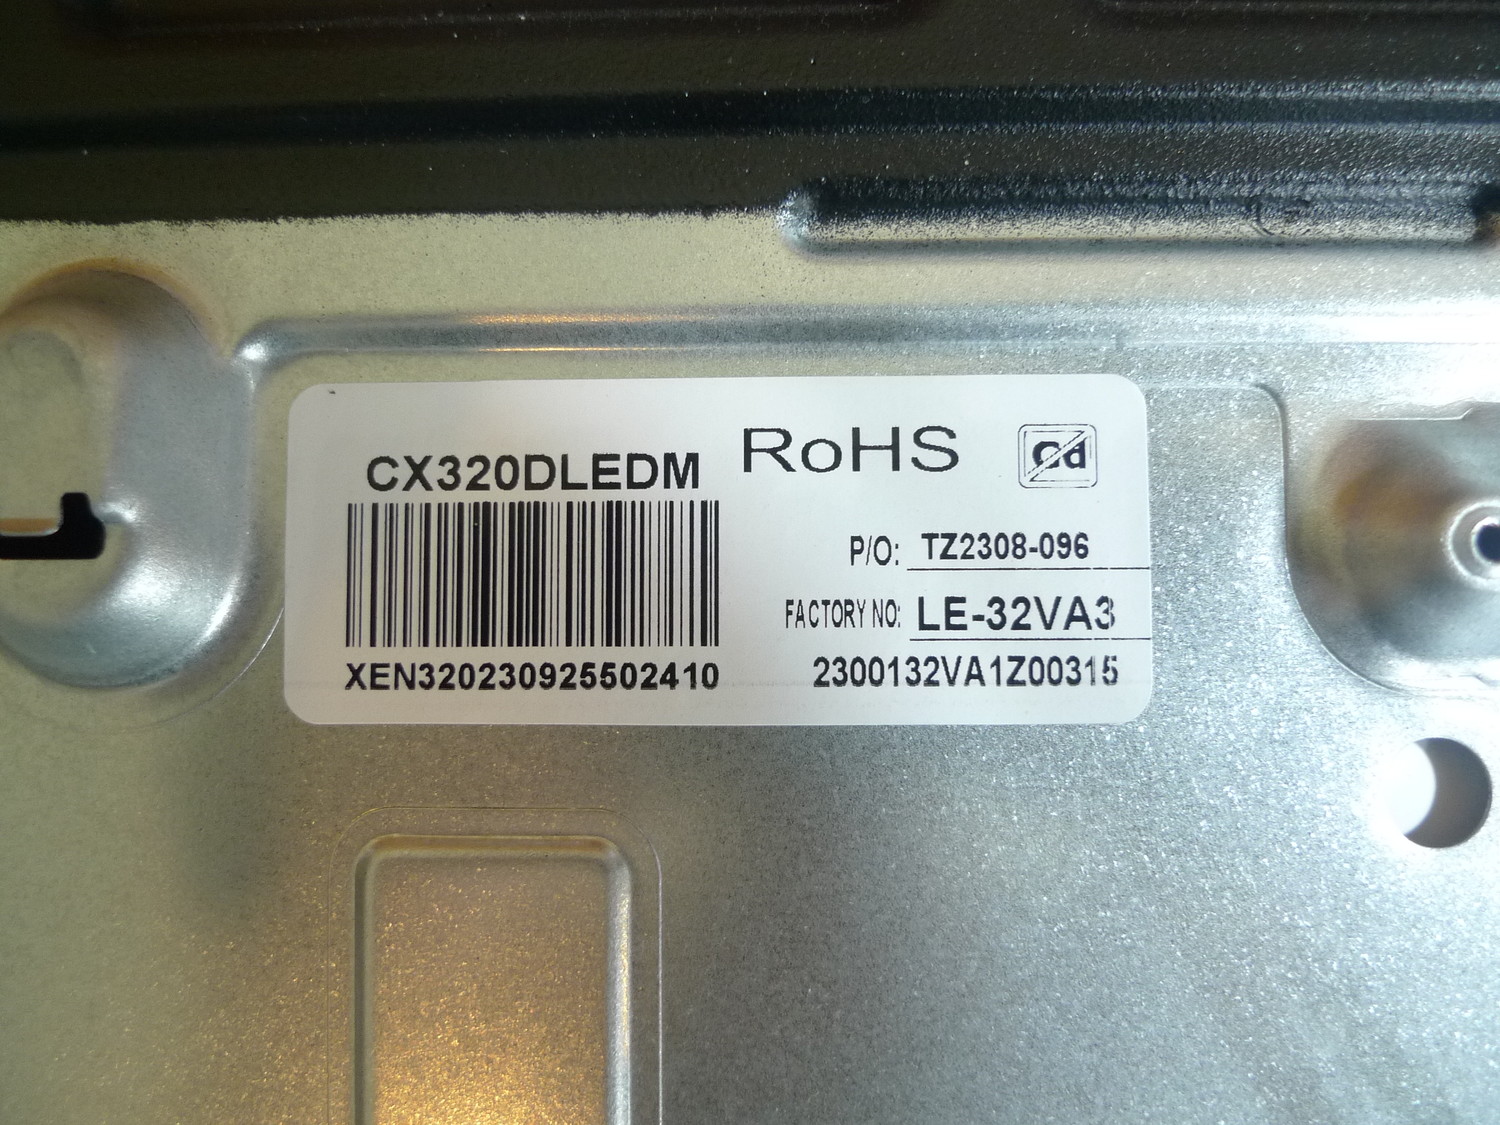 CX320DLEDM
RoHS
Cd
XEN320230925502410
P/O: TZ2308-096
FACTORY NO: LE-32VA3
2300132VA1Z00315